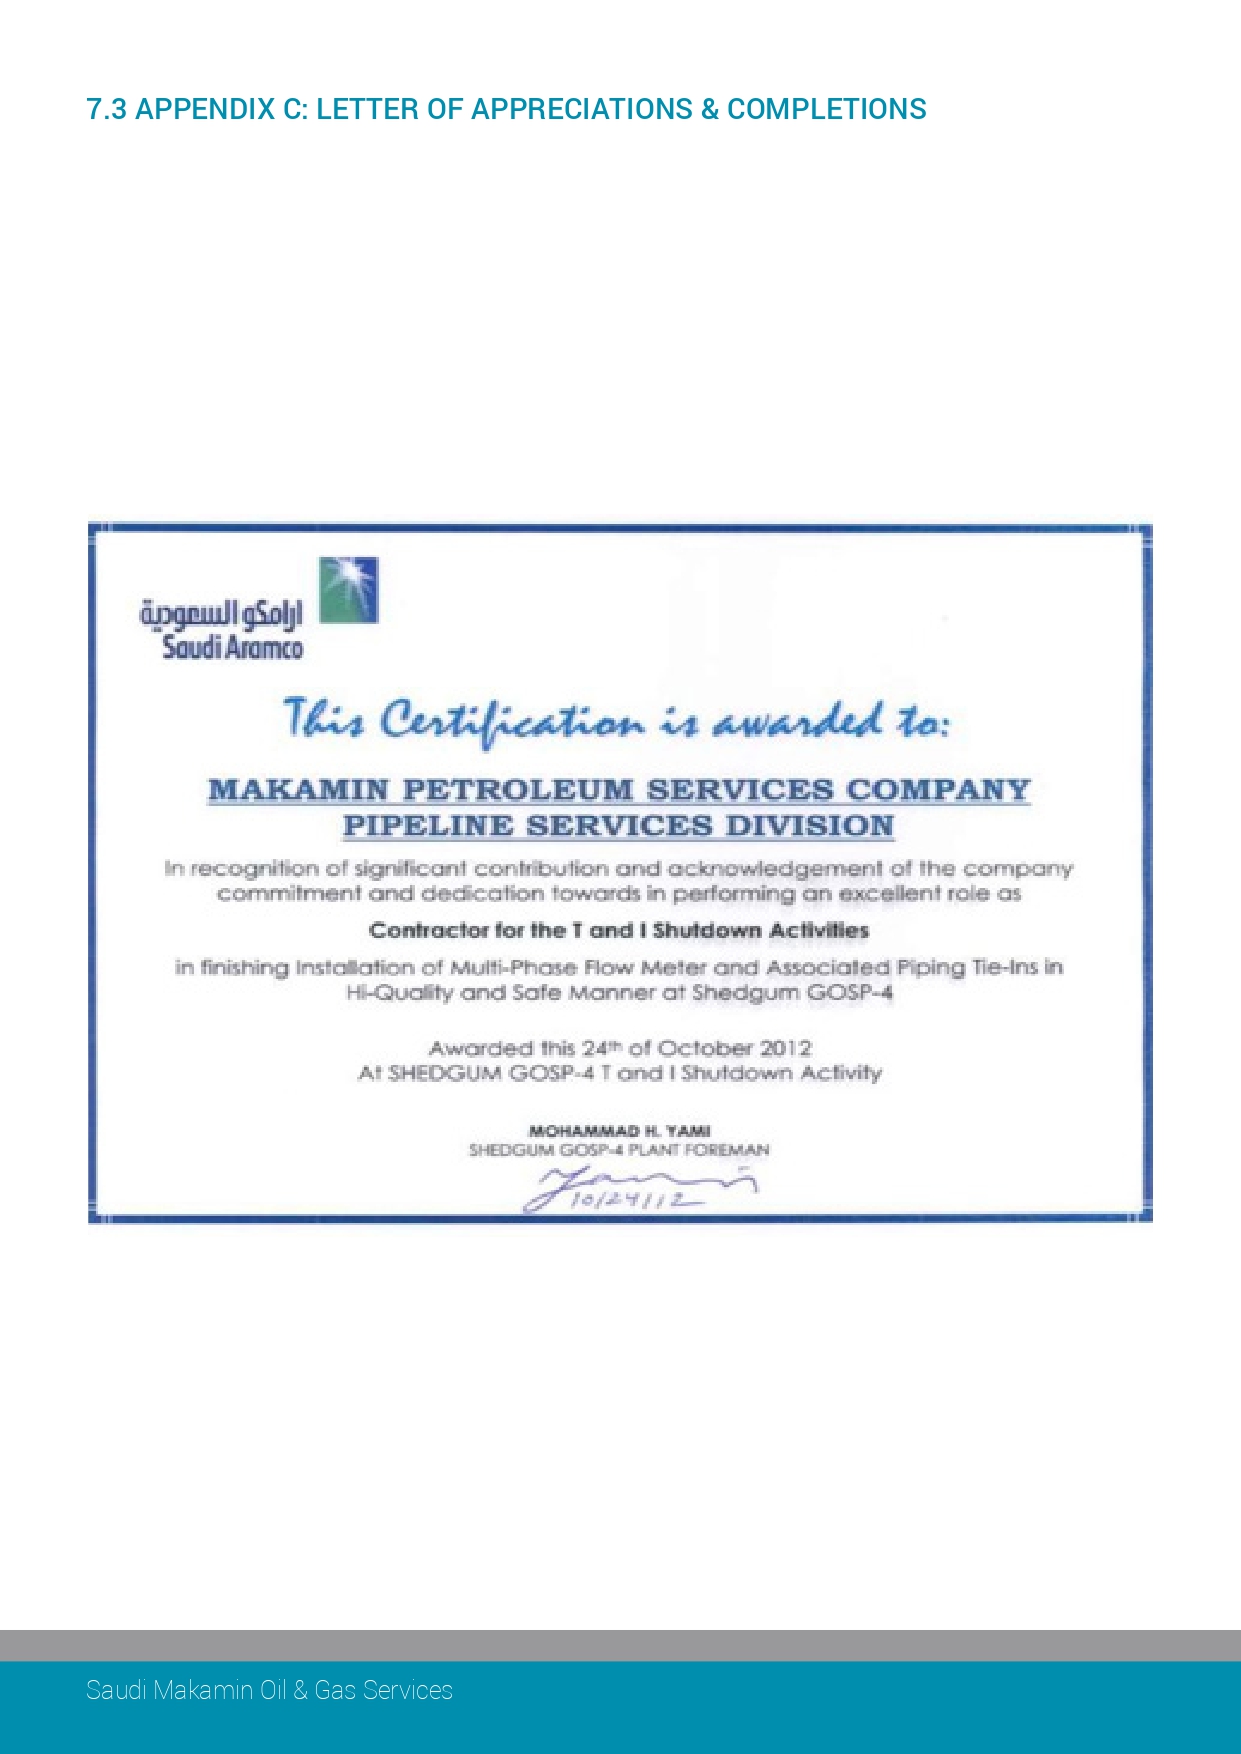 7.3 APPENDIX C: LETTER OF APPRECIATIONS & COMPLETIONS
ارامكو السعودية
Saudi Aramco
This Certification is awarded to:
MAKAMIN PETROLEUM SERVICES COMPANY
PIPELINE SERVICES DIVISION
In recognition of significant contribution and acknowledgement of the company
commitment and dedication towards in performing an excellent role as
Contractor for the T and I Shutdown Activities
in finishing Installation of Multi-Phase Flow Meter and Associated Piping Tie-Ins in
Hi-Quality and Safe Manner at Shedgum GOSP-4
Awarded this 24th of October 2012
At SHEDGUM GOSP-4 T and I Shutdown Activity
MOHAMMAD H. YAMI
SHEDGUM GOSP-4 PLANT FOREMAN
10/24/12
Saudi Makamin Oil & Gas Services